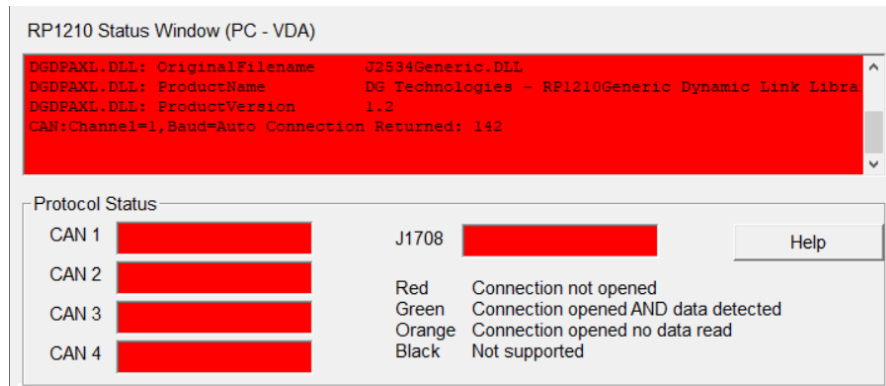 RP1210 Status Window (PC - VDA)
DGDPAXL.DLL: OriginalFilename J2534Generic.DLL
DGDPAXL.DLL: ProductName DG Technologies - RP1210Generic Dynamic Link Libra
DGDPAXL.DLL: ProductVersion 1.2
CAN:Channel=1,Baud=Auto Connection Returned: 142
Protocol Status
CAN 1
J1708
Help
CAN 2
CAN 3
CAN 4
Red Connection not opened
Green Connection opened AND data detected
Orange Connection opened no data read
Black Not supported